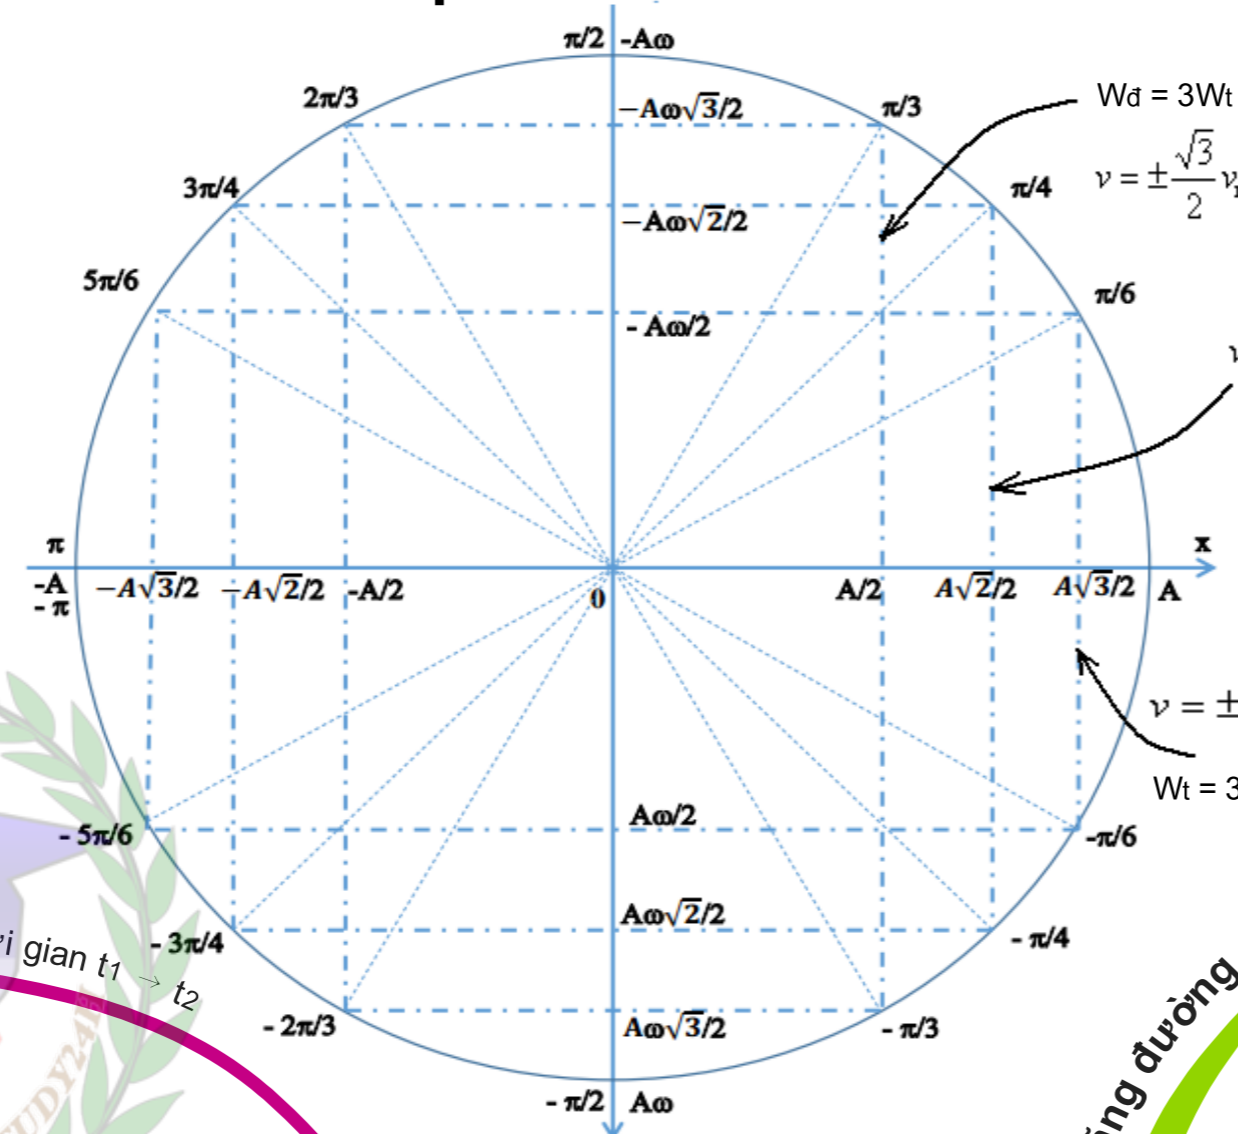 π/2 -Aω
2π/3
−Aω√3/2
π/3
Wđ = 3Wt
v = ± √3/2 v
3π/4
−Aω√2/2
π/4
5π/6
- Aω/2
π/6
π
x
-A
- π
−A√3/2
−A√2/2
-A/2
0
A/2
A√2/2
A√3/2
A
v = ±
Wt = 3
- 5π/6
Aω/2
-π/6
- 3π/4
Aω√2/2
- π/4
gian t1 → t2
- 2π/3
Aω√3/2
- π/3
- π/2 Aω
đường